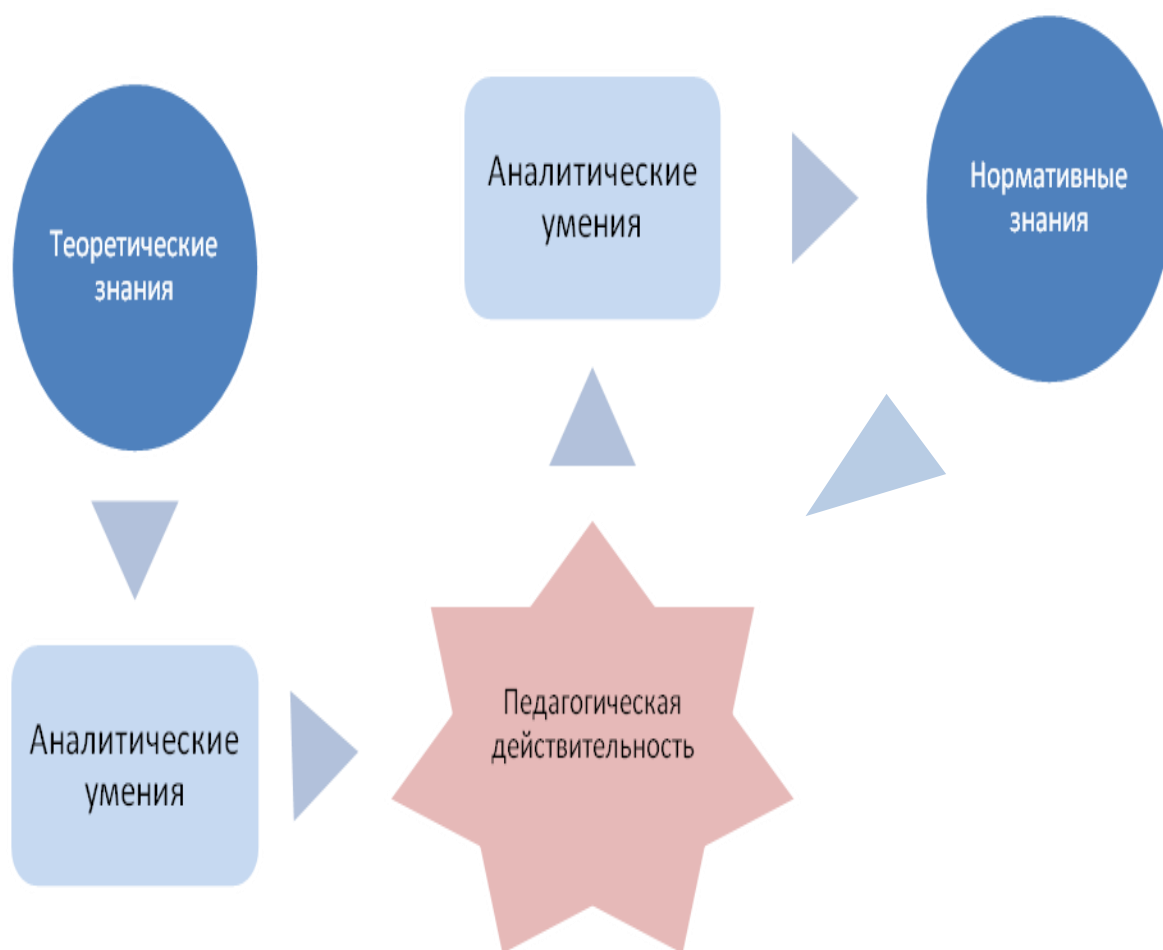 Теоретические
знания
Аналитические
умения
Нормативные
знания
Аналитические
умения
Педагогическая
действительность